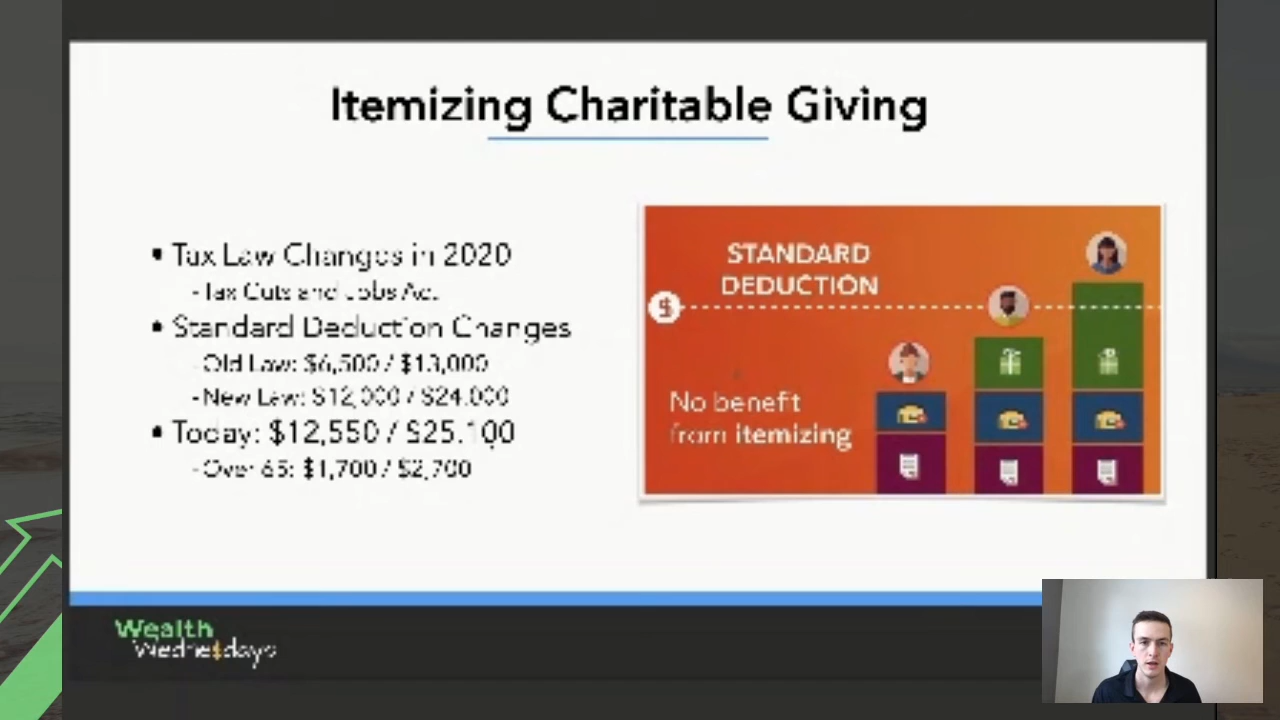 Itemizing Charitable Giving
▪ Tax Law Changes in 2020
- Tax Cuts and Jobs Act
▪ Standard Deduction Changes
- Old Law: $6,500 / $13,000
- New Law: $12,000 / $24,000
▪ Today: $12,550 / $25,100
- Over 65: $1,700 / $2,700
STANDARD
DEDUCTION
$
No benefit
from itemizing
Wealth
Wedne$days